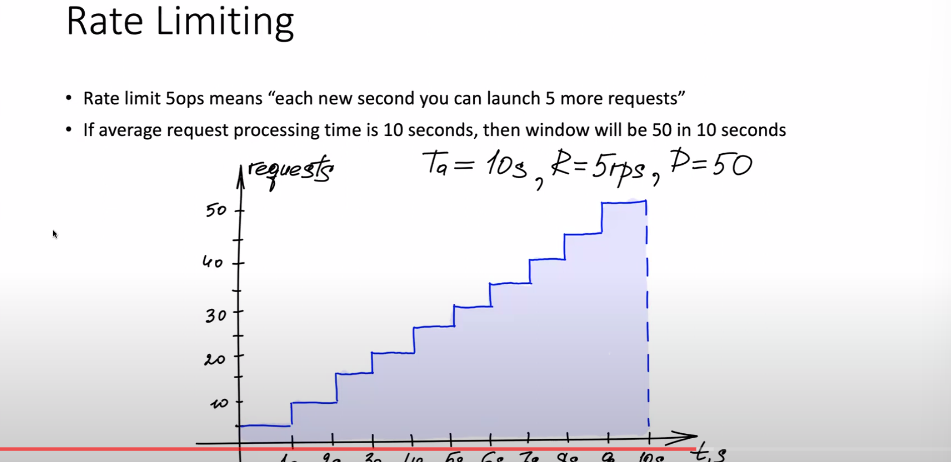 Rate Limiting
• Rate limit 5ops means “each new second you can launch 5 more requests”
• If average request processing time is 10 seconds, then window will be 50 in 10 seconds
requests
Ta = 10s, R=5rps, P=50
50
40
30
20
10
10s
t,s